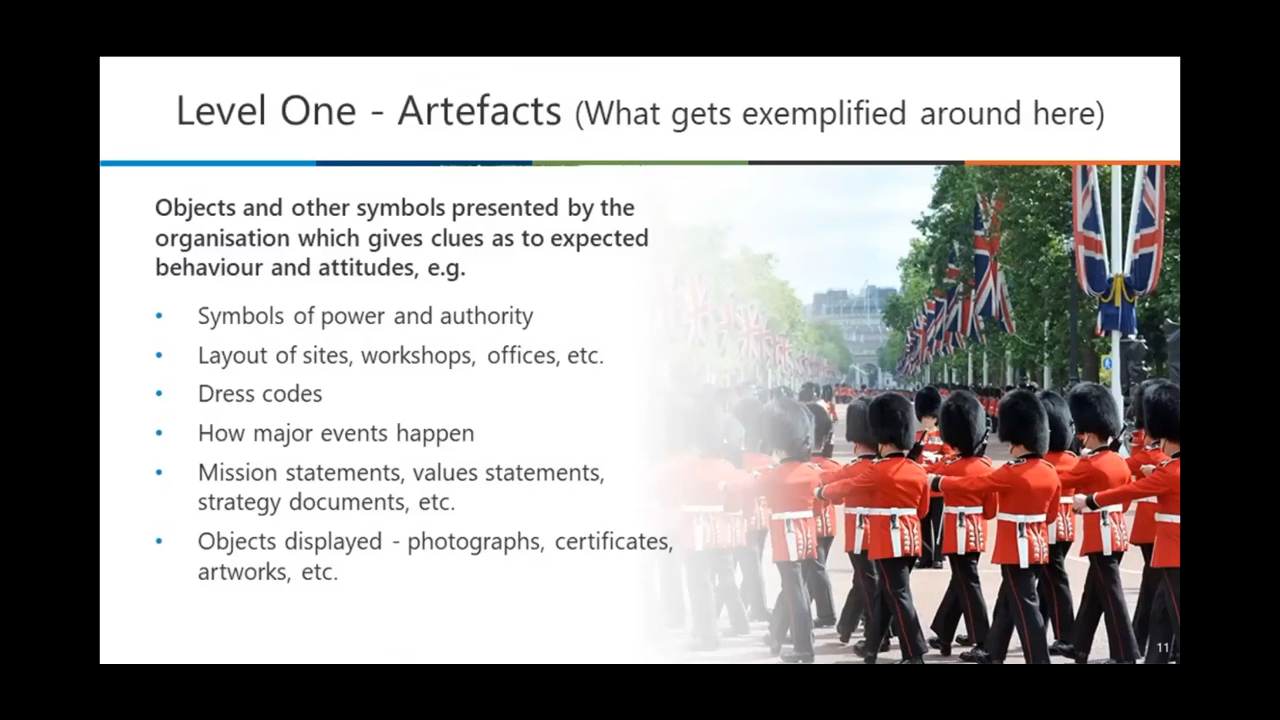 Level One - Artefacts (What gets exemplified around here)
Objects and other symbols presented by the
organisation which gives clues as to expected
behaviour and attitudes, e.g.
• Symbols of power and authority
• Layout of sites, workshops, offices, etc.
• Dress codes
• How major events happen
• Mission statements, values statements,
strategy documents, etc.
• Objects displayed - photographs, certificates,
artworks, etc.
11